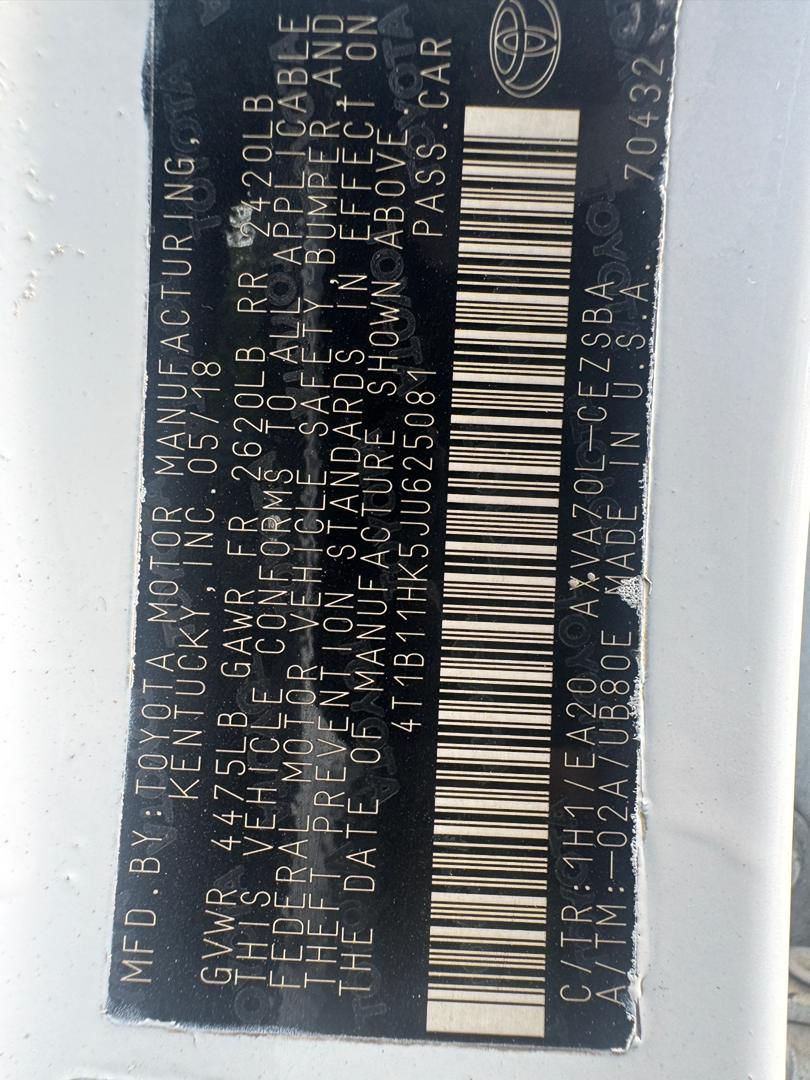 MFD.BY:TOYOTA MOTOR MANUFACTURING,
KENTUCKY, INC. 05/18
GVWR 4475LB GAWR FR 2620LB RR 2420LB
THIS VEHICLE CONFORMS TO ALL APPLICABLE
FEDERAL MOTOR VEHICLE SAFETY, BUMPER, AND
THEFT PREVENTION STANDARDS IN EFFECT ON
THE DATE OF MANUFACTURE SHOWN ABOVE.
4T1B11HK5JU625081 PASS.CAR
C/TR:1H1/EA20 AXVA70L-CEZSBA
A/TM:-02A/UB80E MADE IN U.S.A. 70432